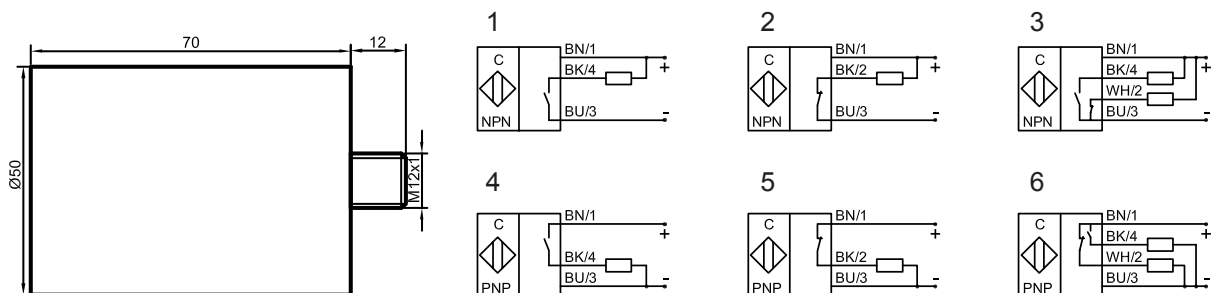 70
12
Ø50
M12x1
1
C
NPN
BN/1
BK/4
BU/3
+
-
2
C
NPN
BN/1
BK/2
BU/3
+
-
3
C
NPN
BN/1
BK/4
WH/2
BU/3
+
-
4
C
PNP
BN/1
BK/4
BU/3
+
-
5
C
PNP
BN/1
BK/2
BU/3
+
-
6
C
PNP
BN/1
BK/4
WH/2
BU/3
+
-